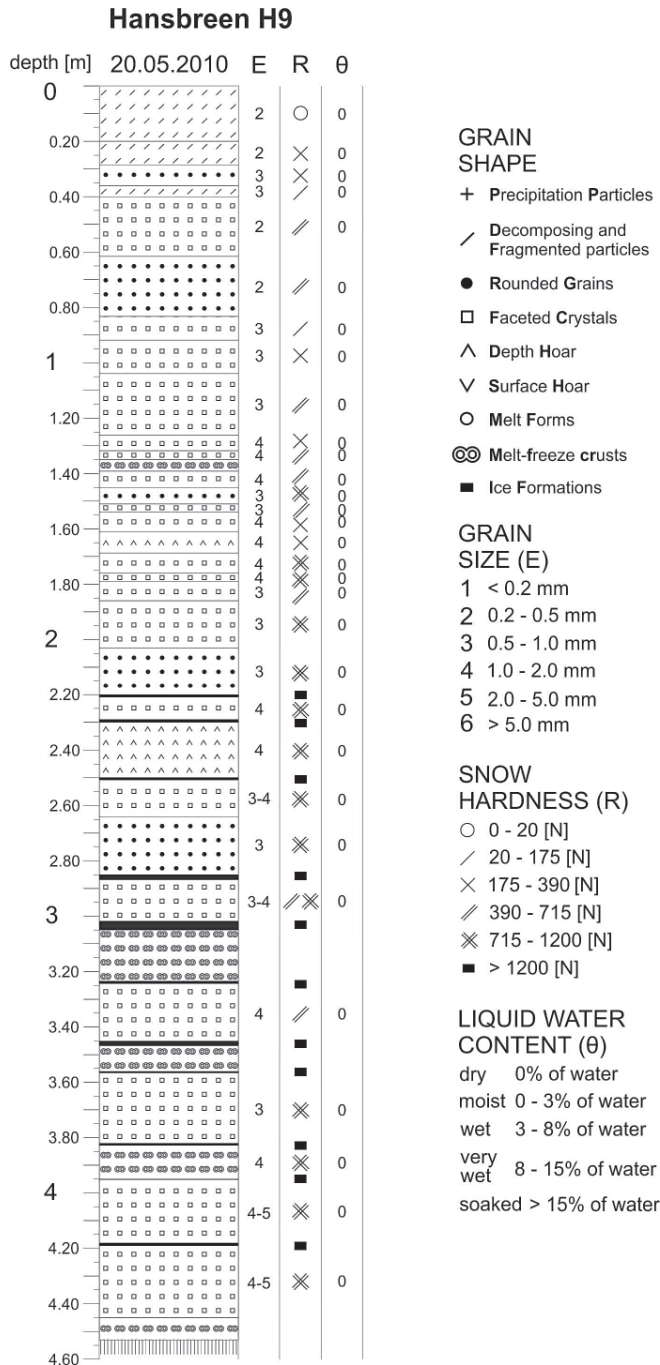 Hansbreen H9
depth [m] 20.05.2010 E R θ
0
2 0
0.20
2 0
3 0
0.40 3 0
2 0
0.60
2 0
0.80
3 0
1 3 0
3 0
1.20
4 0
4 0
1.40
4 0
3 0
3 0
1.60 4 0
4 0
4 0
1.80 4 0
3 0
2 3 0
3 0
2.20
4 0
2.40 4 0
2.60 3-4 0
3 0
2.80
3-4 0
3
3.20
4 0
3.40
3.60
3 0
3.80
4 0
4
4-5 0
4.20
4-5 0
4.40
4.60
GRAIN
SHAPE
Precipitation Particles
Decomposing and
Fragmented particles
Rounded Grains
Faceted Crystals
Depth Hoar
Surface Hoar
Melt Forms
Melt-freeze crusts
Ice Formations
GRAIN
SIZE (E)
1 < 0.2 mm
2 0.2 - 0.5 mm
3 0.5 - 1.0 mm
4 1.0 - 2.0 mm
5 2.0 - 5.0 mm
6 > 5.0 mm
SNOW
HARDNESS (R)
0 - 20 [N]
20 - 175 [N]
175 - 390 [N]
390 - 715 [N]
715 - 1200 [N]
> 1200 [N]
LIQUID WATER
CONTENT (θ)
dry 0% of water
moist 0 - 3% of water
wet 3 - 8% of water
very
wet 8 - 15% of water
soaked > 15% of water